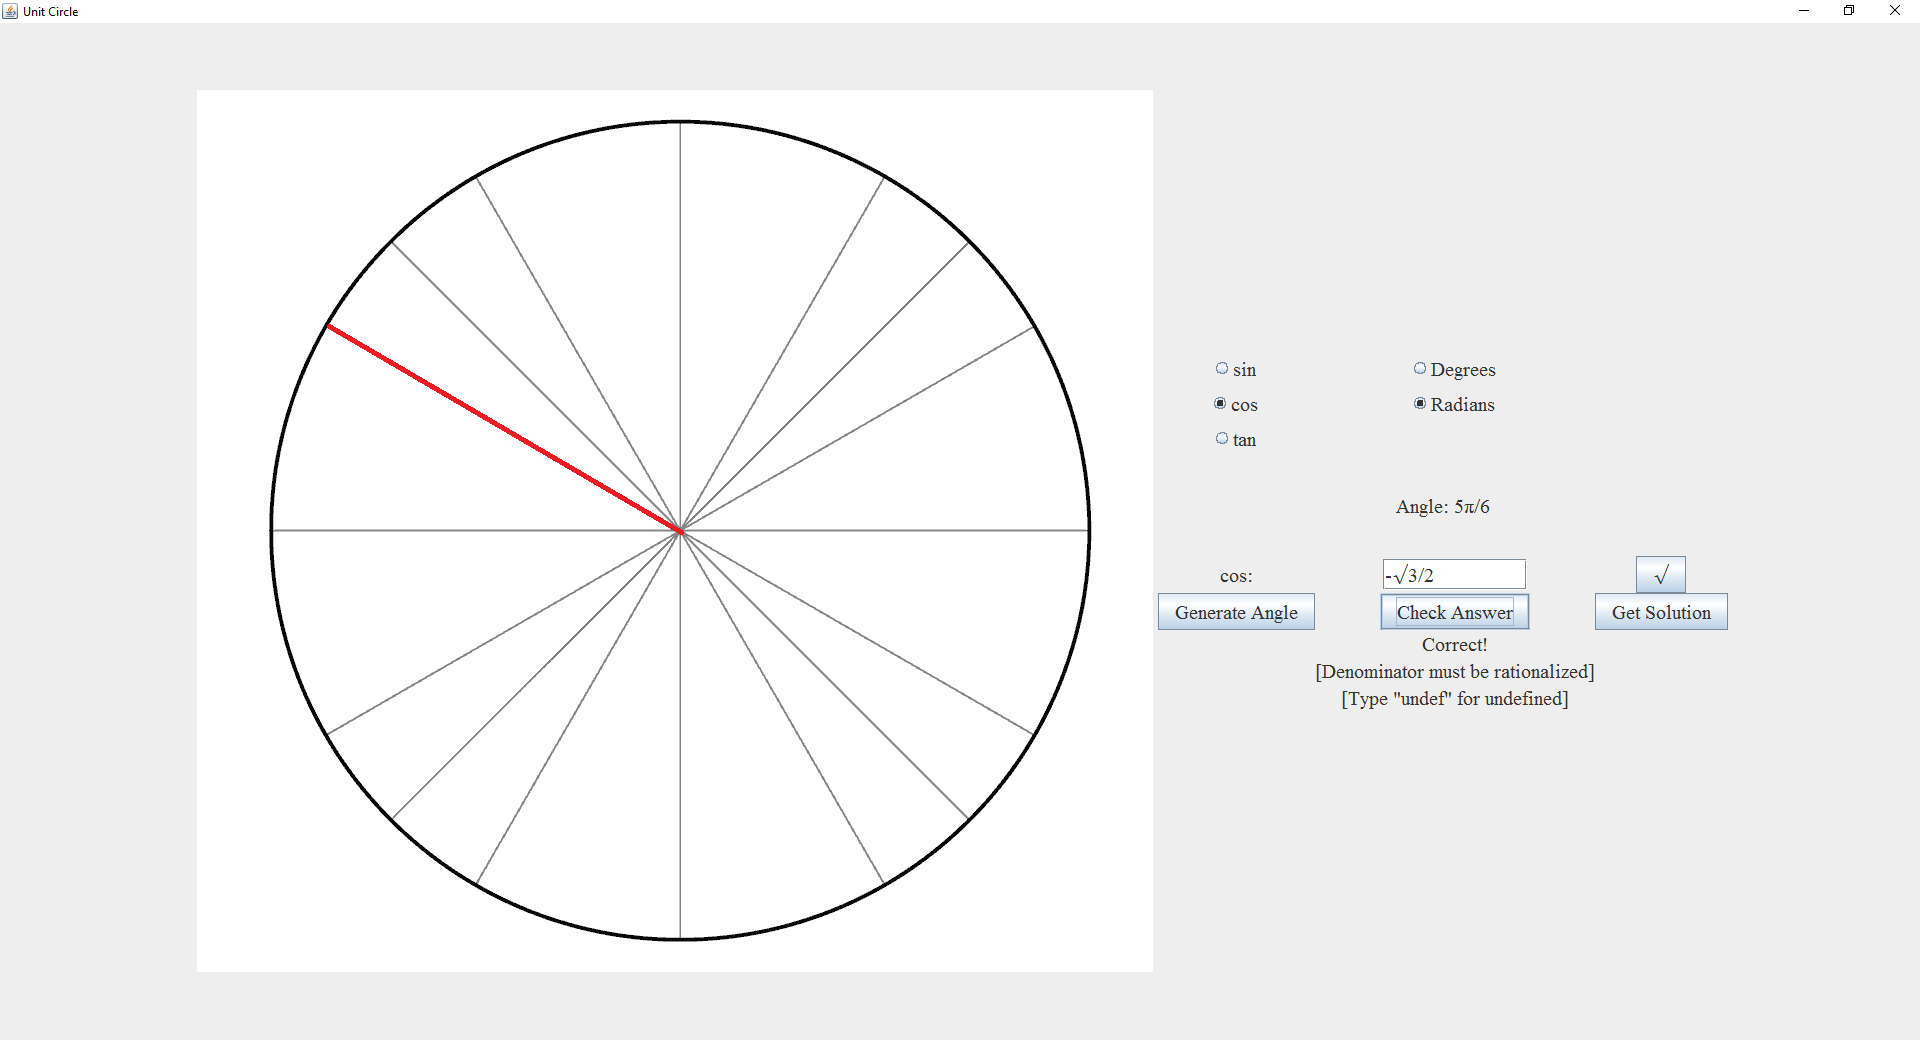 Unit Circle
sin
Degrees
cos
Radians
tan
Angle: 5π/6
cos:
-√3/2
√
Generate Angle
Check Answer
Get Solution
Correct!
[Denominator must be rationalized]
[Type "undef" for undefined]